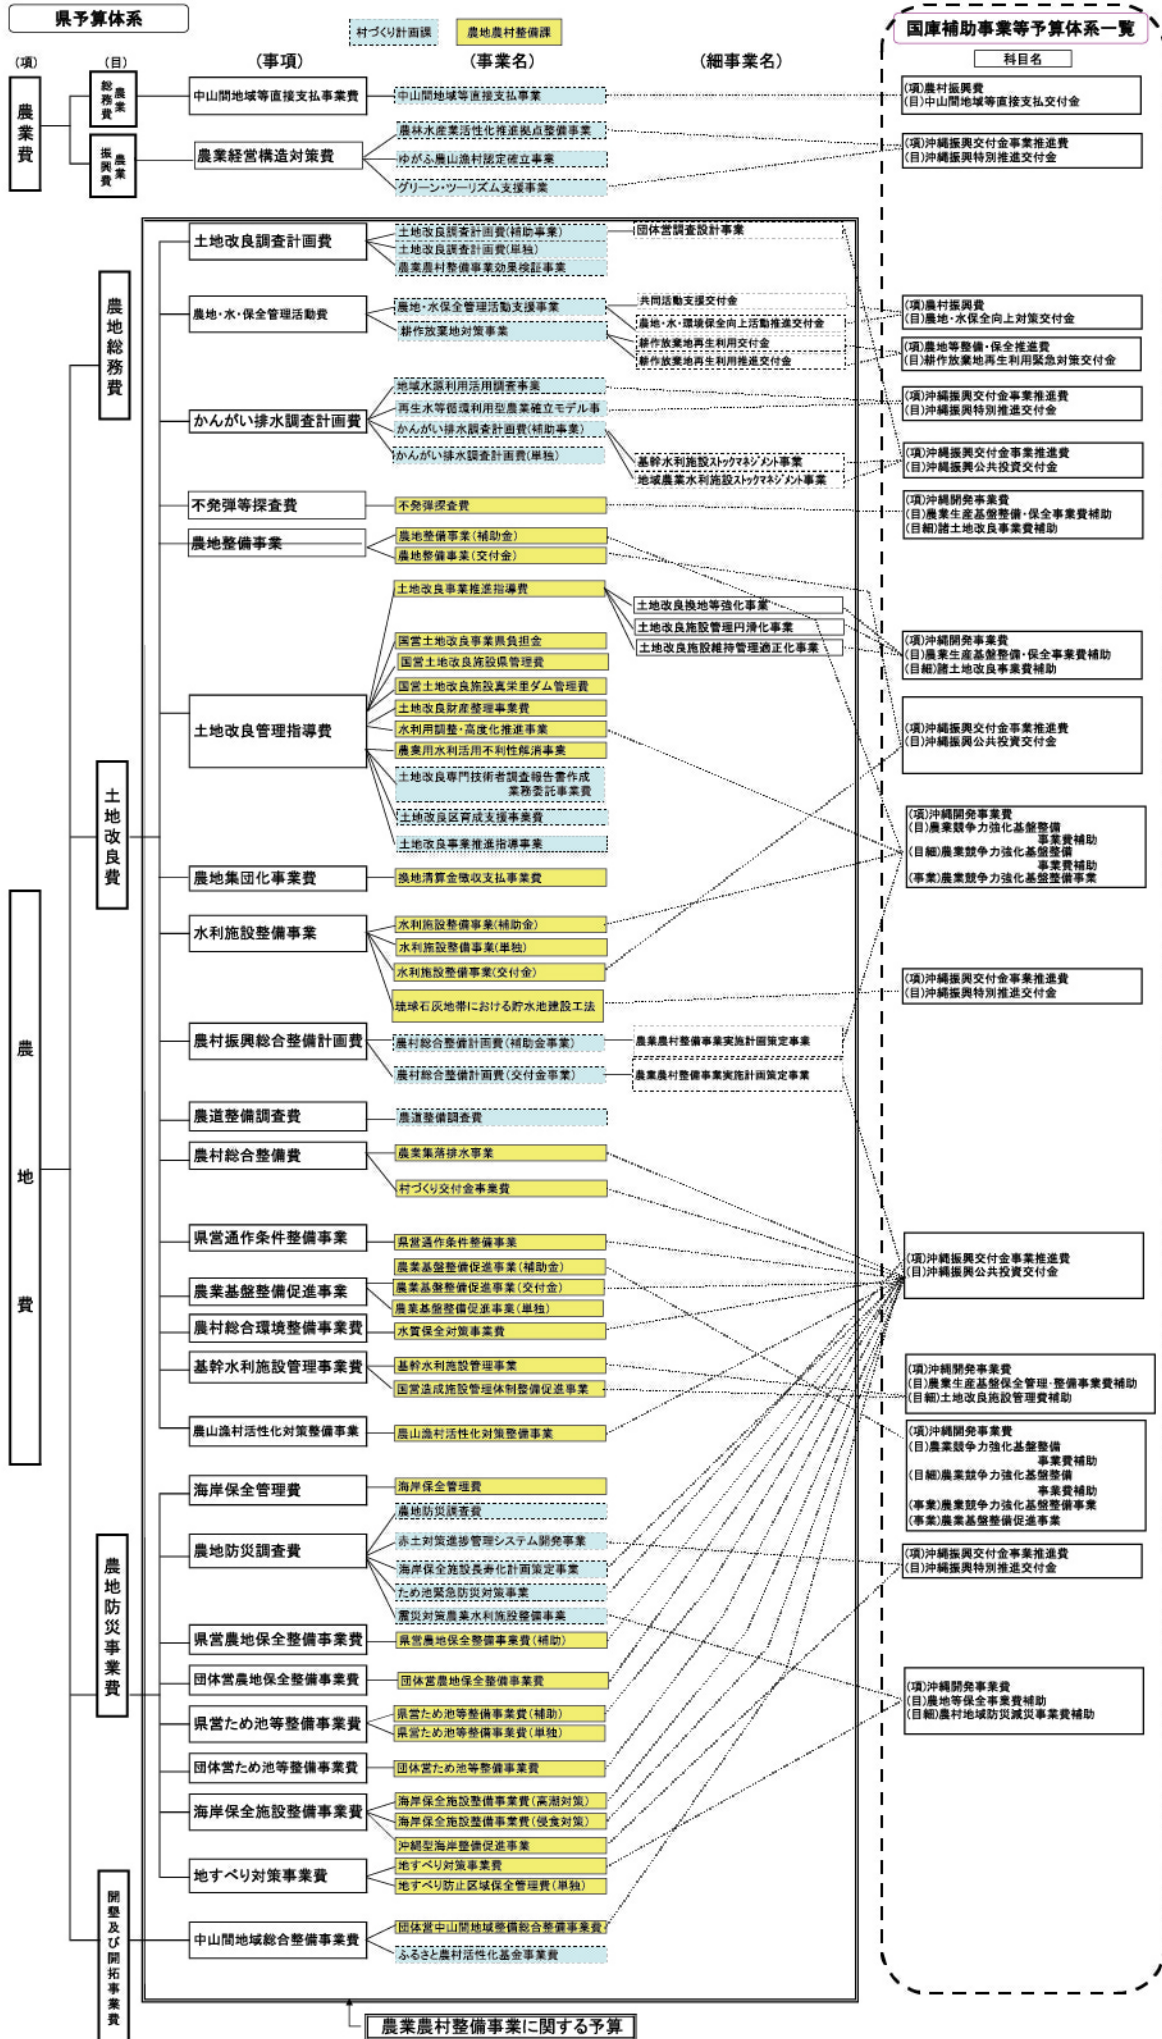 県予算体系
村づくり計画課
農地農村整備課
国庫補助事業等予算体系一覧
(項)
(目)
(事項)
(事業名)
(細事業名)
科目名
農業費
農業総務費
中山間地域等直接支払事業費
中山間地域等直接支払事業
(項)農村振興費
(目)中山間地域等直接支払交付金
農業振興費
農業経営構造対策費
農林水産業活性化推進拠点整備事業
ゆがふ農山漁村認定確立事業
グリーン・ツーリズム支援事業
(項)沖縄振興交付金事業推進費
(目)沖縄振興特別推進交付金
農地費
農地総務費
土地改良調査計画費
土地改良調査計画費(補助事業)
土地改良調査計画費(単独)
農業農村整備事業効果検証事業
団体営調査設計事業
農地・水・保全管理活動費
農地・水保全管理活動支援事業
耕作放棄地対策事業
共同活動支援交付金
農地・水・環境保全向上活動推進交付金
耕作放棄地再生利用交付金
耕作放棄地再生利用推進交付金
(項)農村振興費
(目)農地・水保全向上対策交付金
(項)農地等整備・保全推進費
(目)耕作放棄地再生利用緊急対策交付金
かんがい排水調査計画費
地域水源利用活用調査事業
再生水等循環利用型農業確立モデル事
かんがい排水調査計画費(補助事業)
かんがい排水調査計画費(単独)
基幹水利施設ストックマネジメント事業
地域農業水利施設ストックマネジメント事業
(項)沖縄振興交付金事業推進費
(目)沖縄振興特別推進交付金
(項)沖縄振興交付金事業推進費
(目)沖縄振興公共投資交付金
土地改良費
不発弾等探査費
不発弾探査費
(項)沖縄開発事業費
(目)農業生産基盤整備・保全事業費補助
(目細)諸土地改良事業費補助
農地整備事業
農地整備事業(補助金)
農地整備事業(交付金)
土地改良管理指導費
土地改良事業推進指導費
土地改良換地等強化事業
土地改良施設管理円滑化事業
土地改良施設維持管理適正化事業
国営土地改良事業県負担金
国営土地改良施設県管理費
国営土地改良施設真栄里ダム管理費
土地改良財産整理事業費
水利用調整・高度化推進事業
農業用水利活用不利性解消事業
土地改良専門技術者調査報告書作成
業務委託事業費
土地改良区育成支援事業費
土地改良事業推進指導事業
(項)沖縄開発事業費
(目)農業生産基盤整備・保全事業費補助
(目細)諸土地改良事業費補助
(項)沖縄振興交付金事業推進費
(目)沖縄振興公共投資交付金
(項)沖縄開発事業費
(目)農業競争力強化基盤整備
事業費補助
(目細)農業競争力強化基盤整備
事業費補助
(事業)農業競争力強化基盤整備事業
農地集団化事業費
換地清算金徴収支払事業費
水利施設整備事業
水利施設整備事業(補助金)
水利施設整備事業(単独)
水利施設整備事業(交付金)
琉球石灰地帯における貯水池建設工法
(項)沖縄振興交付金事業推進費
(目)沖縄振興特別推進交付金
農村振興総合整備計画費
農村総合整備計画費(補助金事業)
農村総合整備計画費(交付金事業)
農業農村整備事業実施計画策定事業
農業農村整備事業実施計画策定事業
農道整備調査費
農道整備調査費
農村総合整備費
農業集落排水事業
村づくり交付金事業費
県営通作条件整備事業
県営通作条件整備事業
(項)沖縄振興交付金事業推進費
(目)沖縄振興公共投資交付金
農業基盤整備促進事業
農業基盤整備促進事業(補助金)
農業基盤整備促進事業(交付金)
農業基盤整備促進事業(単独)
農村総合環境整備事業費
水質保全対策事業費
基幹水利施設管理事業費
基幹水利施設管理事業
国営造成施設管理体制整備促進事業
(項)沖縄開発事業費
(目)農業生産基盤保全管理・整備事業費補助
(目細)土地改良施設管理費補助
農山漁村活性化対策整備事業
農山漁村活性化対策整備事業
(項)沖縄開発事業費
(目)農業競争力強化基盤整備
事業費補助
(目細)農業競争力強化基盤整備
事業費補助
(事業)農業競争力強化基盤整備事業
(事業)農業基盤整備促進事業
農地防災事業費
海岸保全管理費
海岸保全管理費
農地防災調査費
農地防災調査費
赤土対策進捗管理システム開発事業
海岸保全施設長寿化計画策定事業
ため池緊急防災対策事業
震災対策農業水利施設整備事業
(項)沖縄振興交付金事業推進費
(目)沖縄振興特別推進交付金
県営農地保全整備事業費
県営農地保全整備事業費(補助)
団体営農地保全整備事業費
団体営農地保全整備事業費
(項)沖縄開発事業費
(目)農地等保全事業費補助
(目細)農村地域防災減災事業費補助
県営ため池等整備事業費
県営ため池等整備事業費(補助)
県営ため池等整備事業費(単独)
団体営ため池等整備事業費
団体営ため池等整備事業費
海岸保全施設整備事業費
海岸保全施設整備事業費(高潮対策)
海岸保全施設整備事業費(侵食対策)
沖縄型海岸整備促進事業
地すべり対策事業費
地すべり対策事業費
地すべり防止区域保全管理費(単独)
開墾及び開拓事業費
中山間地域総合整備事業費
団体営中山間地域整備総合整備事業費
ふるさと農村活性化基金事業費
農業農村整備事業に関する予算